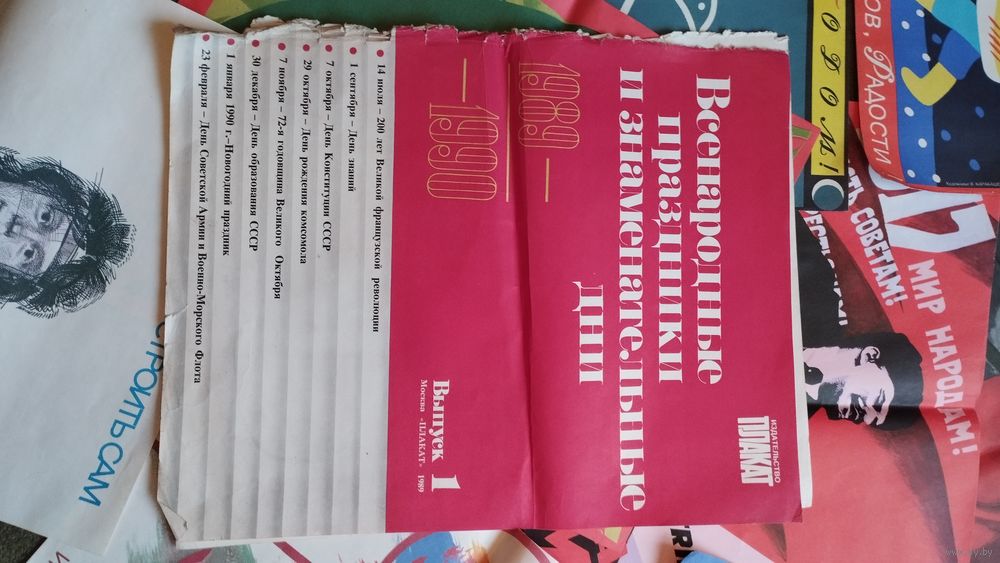 ИЗДАТЕЛЬСТВО
ПЛАКАТ
Всенародные
праздники
и знаменательные
дни
1989 –
– 1990
Выпуск 1
Москва «ПЛАКАТ» 1989
• 14 июля – 200 лет Великой французской революции
• 1 сентября – День знаний
• 7 октября – День Конституции СССР
• 29 октября – День рождения комсомола
• 7 ноября – 72-я годовщина Великого Октября
• 30 декабря – День образования СССР
• 1 января 1990 г.–Новогодний праздник
• 23 февраля – День Советской Армии и Военно-Морского Флота
СТРОИТЬ САМ
ГОДОМ!
ОВ, РАДОСТИ
СОВЕТАМ!
МИР НАРОДАМ!